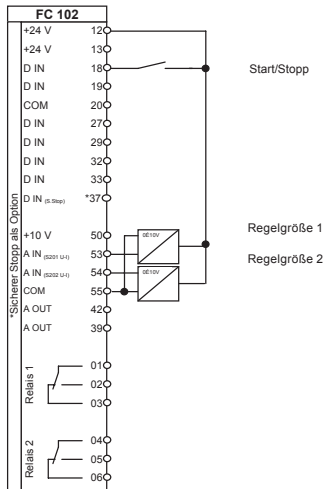 FC 102
+24 V 12
+24 V 13
D IN 18 Start/Stopp
D IN 19
COM 20
D IN 27
D IN 29
D IN 32
D IN 33
D IN (S.Stop) *37
*Sicherer Stopp als Option
+10 V 50 0È10V Regelgröße 1
A IN (S201 U-I) 53
A IN (S202 U-I) 54 0È10V Regelgröße 2
COM 55
A OUT 42
A OUT 39
Relais 1
01
02
03
Relais 2
04
05
06